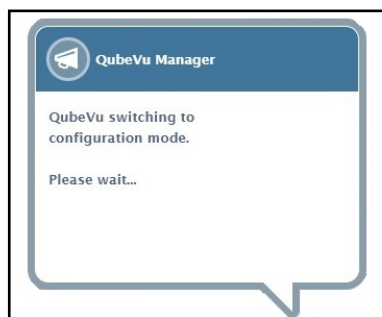 QubeVu Manager
QubeVu switching to
configuration mode.
Please wait...